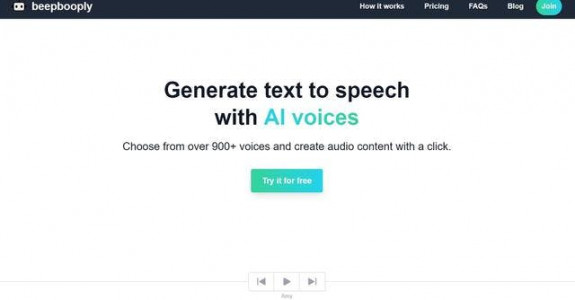 beepbooply
How it works
Pricing
FAQs
Blog
Join
Generate text to speech
with AI voices
Choose from over 900+ voices and create audio content with a click.
Try it for free